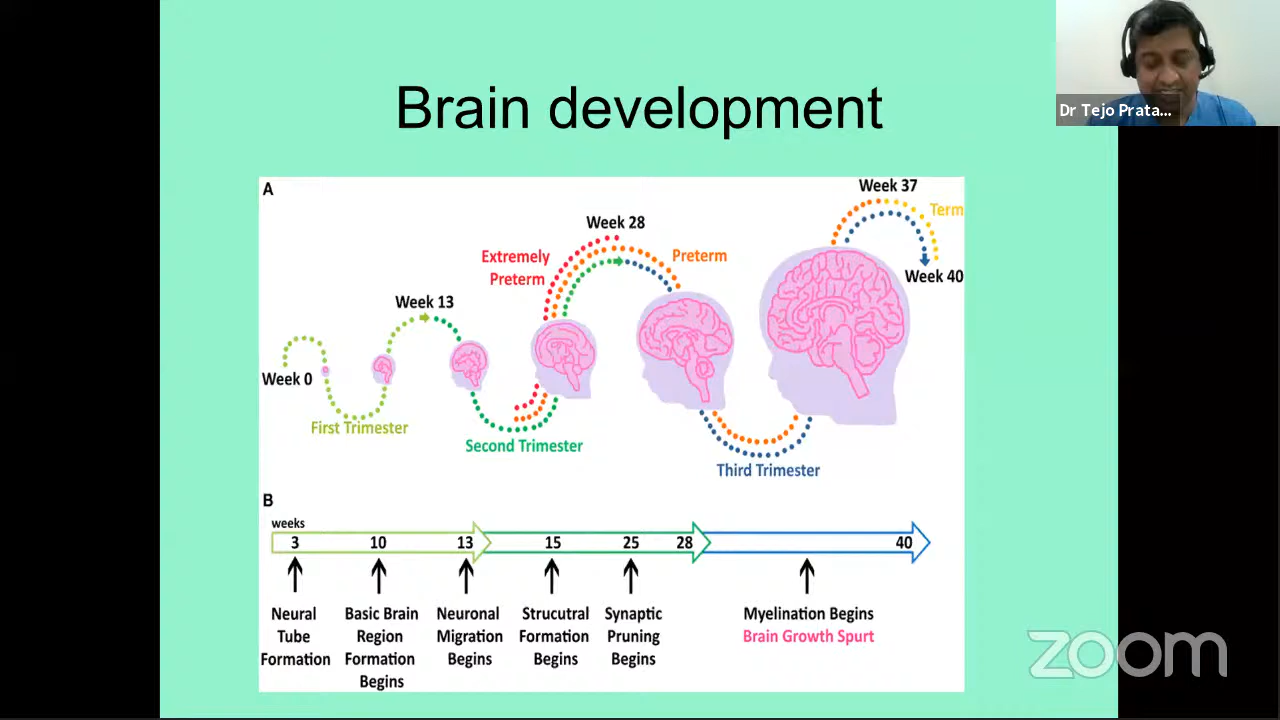 Brain development
Dr Tejo Prata...
A
Week 37
Term
Week 28
Extremely
Preterm
Preterm
Week 40
Week 13
Week 0
First Trimester
Second Trimester
Third Trimester
B
weeks
3 10 13 15 25 28 40
Neural
Tube
Formation
Basic Brain
Region
Formation
Begins
Neuronal
Migration
Begins
Strucutral
Formation
Begins
Synaptic
Pruning
Begins
Myelination Begins
Brain Growth Spurt
zoom